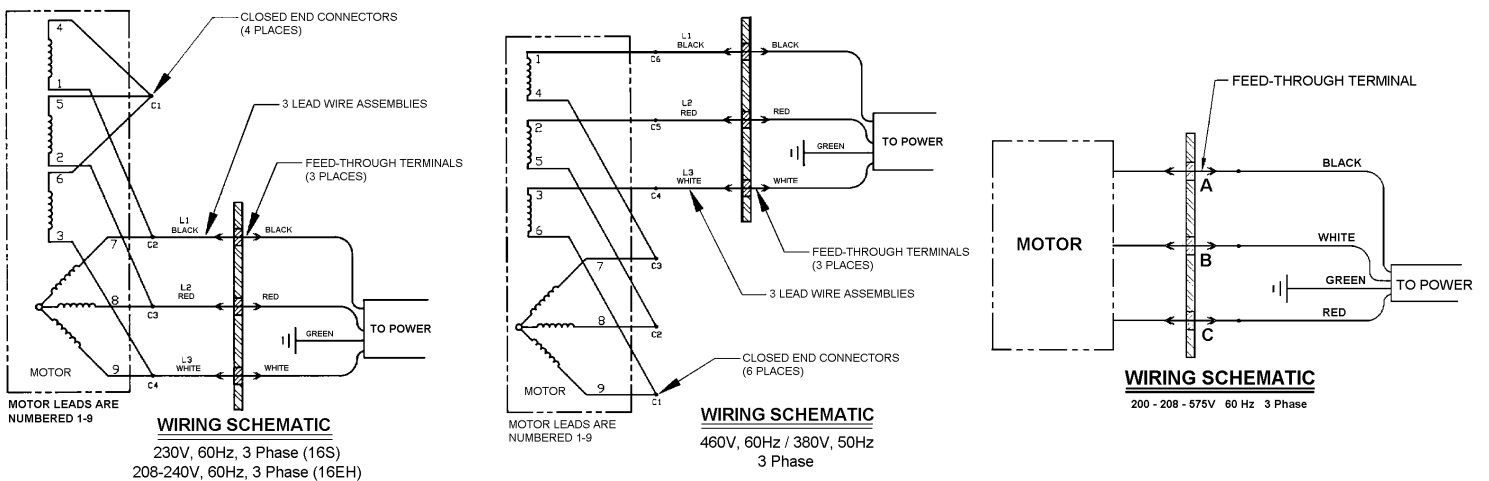 4
1
5
2
6
3
7
8
9
C1
C2
C3
C4
CLOSED END CONNECTORS
(4 PLACES)
3 LEAD WIRE ASSEMBLIES
FEED-THROUGH TERMINALS
(3 PLACES)
L1
BLACK
BLACK
L2
RED
RED
GREEN
L3
WHITE
WHITE
TO POWER
MOTOR
MOTOR LEADS ARE
NUMBERED 1-9
WIRING SCHEMATIC
230V, 60Hz, 3 Phase (16S)
208-240V, 60Hz, 3 Phase (16EH)
1
4
2
5
3
6
7
8
9
L1
BLACK
C6
BLACK
L2
RED
C5
RED
GREEN
L3
WHITE
C4
WHITE
TO POWER
C3
C2
C1
FEED-THROUGH TERMINALS
(3 PLACES)
3 LEAD WIRE ASSEMBLIES
CLOSED END CONNECTORS
(6 PLACES)
MOTOR
MOTOR LEADS ARE
NUMBERED 1-9
WIRING SCHEMATIC
460V, 60Hz / 380V, 50Hz
3 Phase
FEED-THROUGH TERMINAL
MOTOR
A
BLACK
B
WHITE
GREEN
C
RED
TO POWER
WIRING SCHEMATIC
200 - 208 - 575V 60 Hz 3 Phase